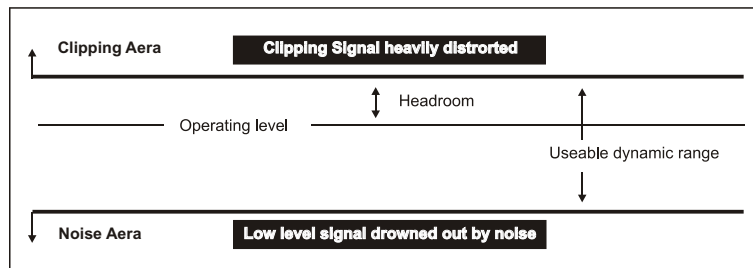 Clipping Aera
Clipping Signal heavily distrorted
Headroom
Operating level
Useable dynamic range
Noise Aera
Low level signal drowned out by noise